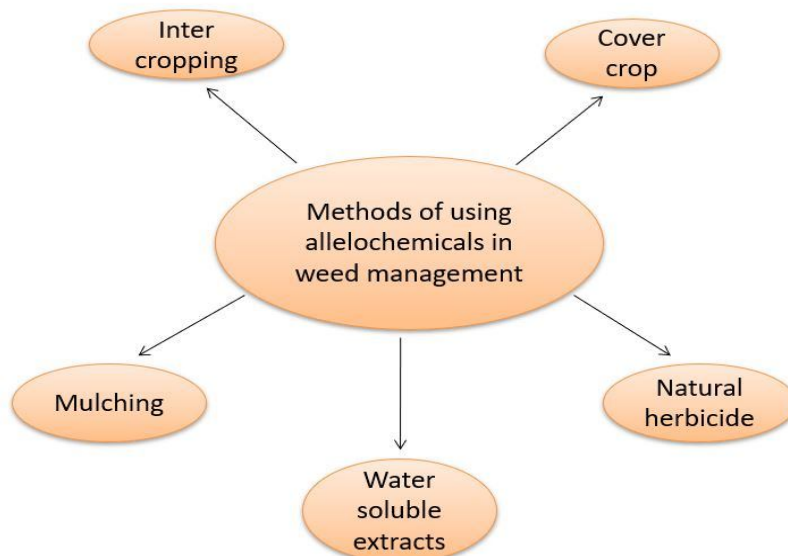 Inter
cropping
Cover
crop
Methods of using
allelochemicals in
weed management
Mulching
Natural
herbicide
Water
soluble
extracts